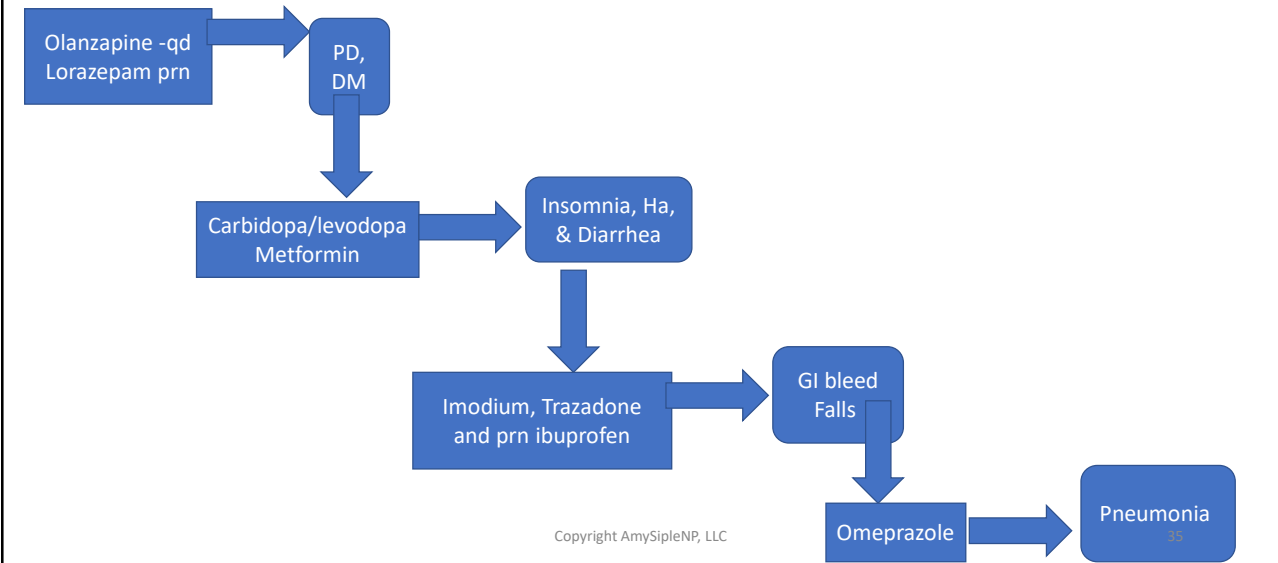 Olanzapine -qd
Lorazepam prn
PD,
DM
Carbidopa/levodopa
Metformin
Insomnia, Ha,
& Diarrhea
Imodium, Trazadone
and prn ibuprofen
GI bleed
Falls
Omeprazole
Pneumonia
Copyright AmySipleNP, LLC
35